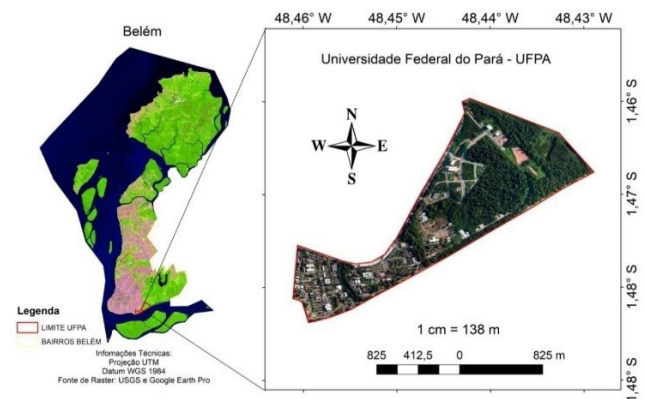 Belém
48,46° W 48,45° W 48,44° W 48,43° W
Universidade Federal do Pará - UFPA
N
W E
S
1,46° S
1,47° S
1,48° S
1,48° S
1 cm = 138 m
825 412,5 0 825 m
Legenda
LIMITE UFPA
BAIRROS BELÉM
Infomações Técnicas:
Projeção UTM
Datum WGS 1984
Fonte de Raster: USGS e Google Earth Pro